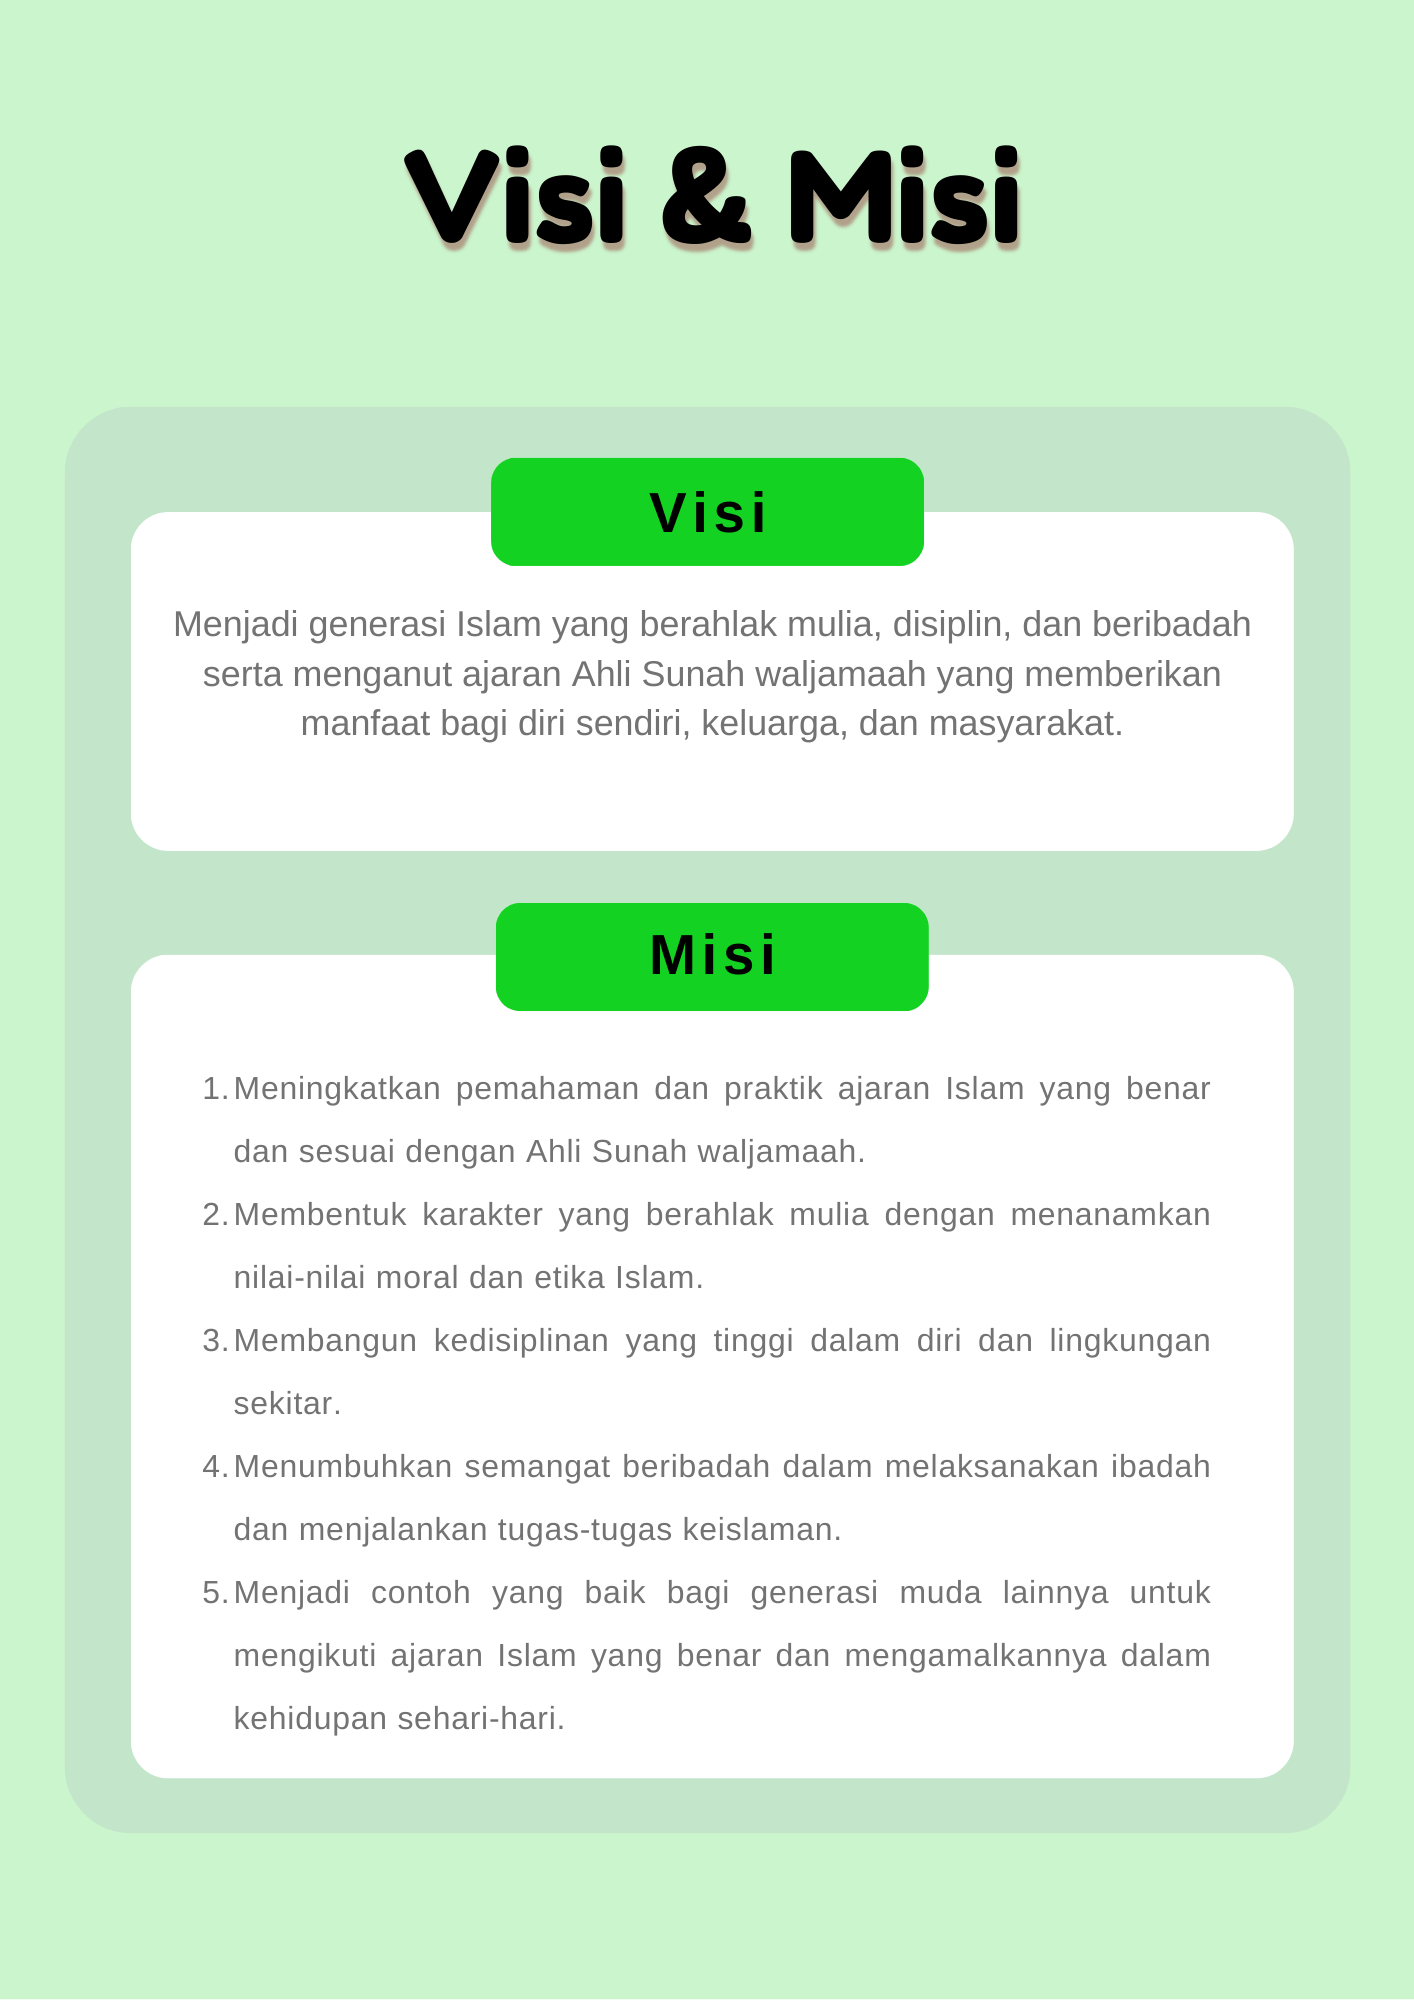 Visi & Misi
Visi
Menjadi generasi Islam yang berahlak mulia, disiplin, dan beribadah
serta menganut ajaran Ahli Sunah waljamaah yang memberikan
manfaat bagi diri sendiri, keluarga, dan masyarakat.
Misi
1. Meningkatkan pemahaman dan praktik ajaran Islam yang benar
dan sesuai dengan Ahli Sunah waljamaah.
2. Membentuk karakter yang berahlak mulia dengan menanamkan
nilai-nilai moral dan etika Islam.
3. Membangun kedisiplinan yang tinggi dalam diri dan lingkungan
sekitar.
4. Menumbuhkan semangat beribadah dalam melaksanakan ibadah
dan menjalankan tugas-tugas keislaman.
5. Menjadi contoh yang baik bagi generasi muda lainnya untuk
mengikuti ajaran Islam yang benar dan mengamalkannya dalam
kehidupan sehari-hari.